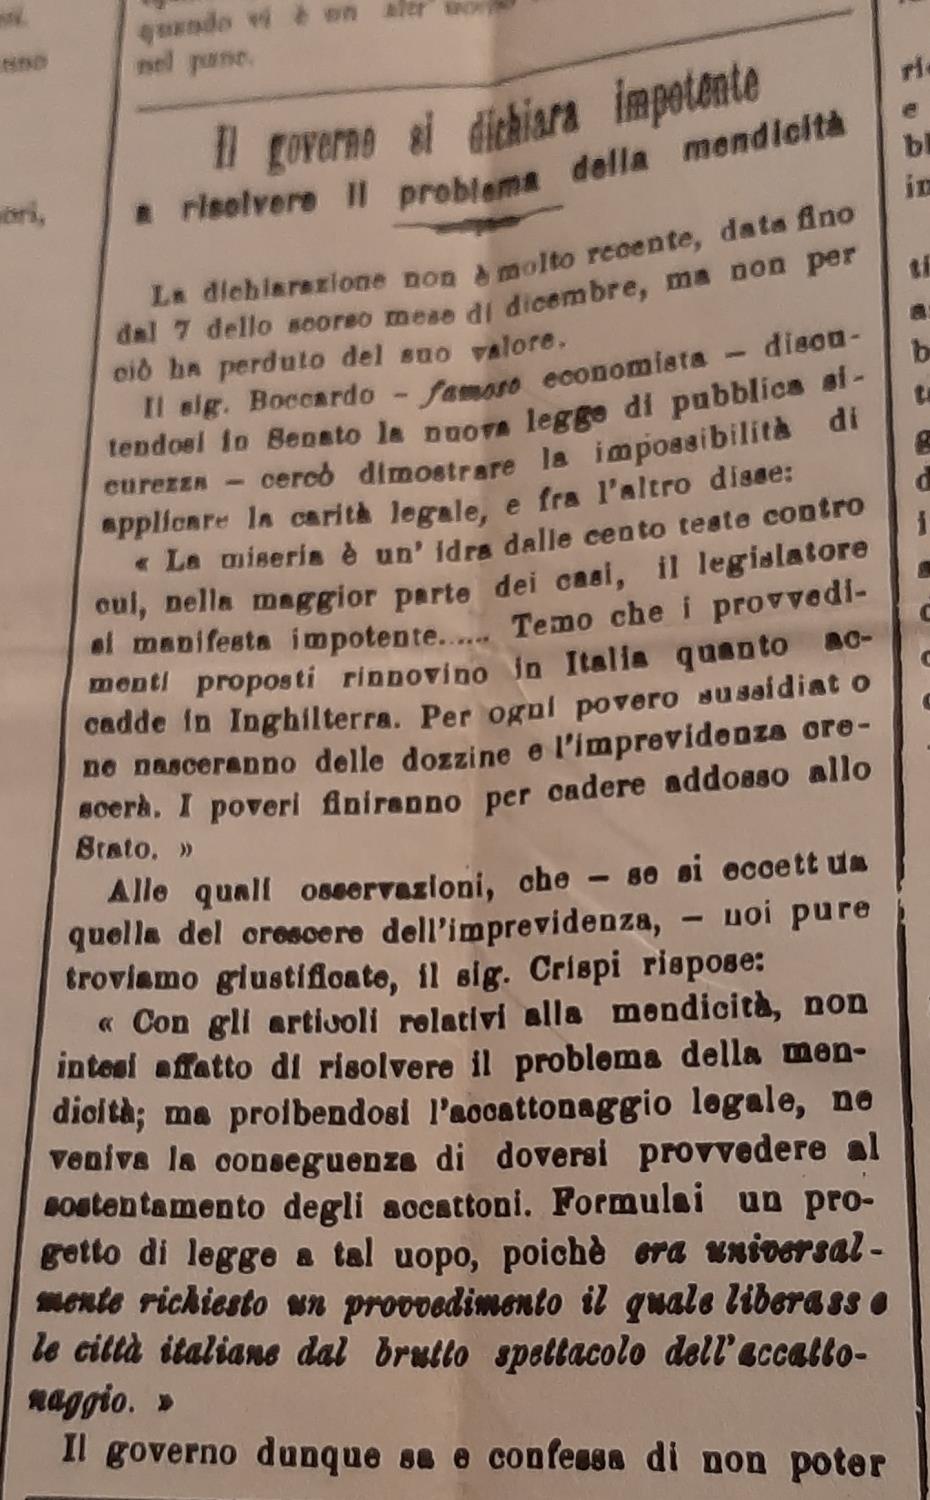 quando vi è un altr'
nel pane.
Il governo si dichiara impotente
a risolvere il problema della mendicità
La dichiarazione non è molto recente, data fino
dal 7 dello scorso mese di dicembre, ma non per
ciò ha perduto del suo valore.
Il sig. Boccardo - famoso economista - discu-
tendosi in Senato la nuova legge di pubblica si-
curezza - cercò dimostrare la impossibilità di
applicare la carità legale, e fra l'altro disse:
« La miseria è un' idra dalle cento teste contro
cui, nella maggior parte dei casi, il legislatore
si manifesta impotente...... Temo che i provvedi-
menti proposti rinnovino in Italia quanto ac-
cadde in Inghilterra. Per ogni povero sussidiato
ne nasceranno delle dozzine e l'imprevidenza cre-
scerà. I poveri finiranno per cadere addosso allo
Stato. »
Alle quali osservazioni, che - se si eccettua
quella del crescere dell'imprevidenza, - noi pure
troviamo giustificate, il sig. Crispi rispose:
« Con gli articoli relativi alla mendicità, non
intesi affatto di risolvere il problema della men-
dicità; ma proibendosi l'accattonaggio legale, ne
veniva la conseguenza di doversi provvedere al
sostentamento degli accattoni. Formulai un pro-
getto di legge a tal uopo, poichè era universal-
mente richiesto un provvedimento il quale liberasse
le città italiane dal brutto spettacolo dell'accatto-
naggio. »
Il governo dunque sa e confessa di non poter